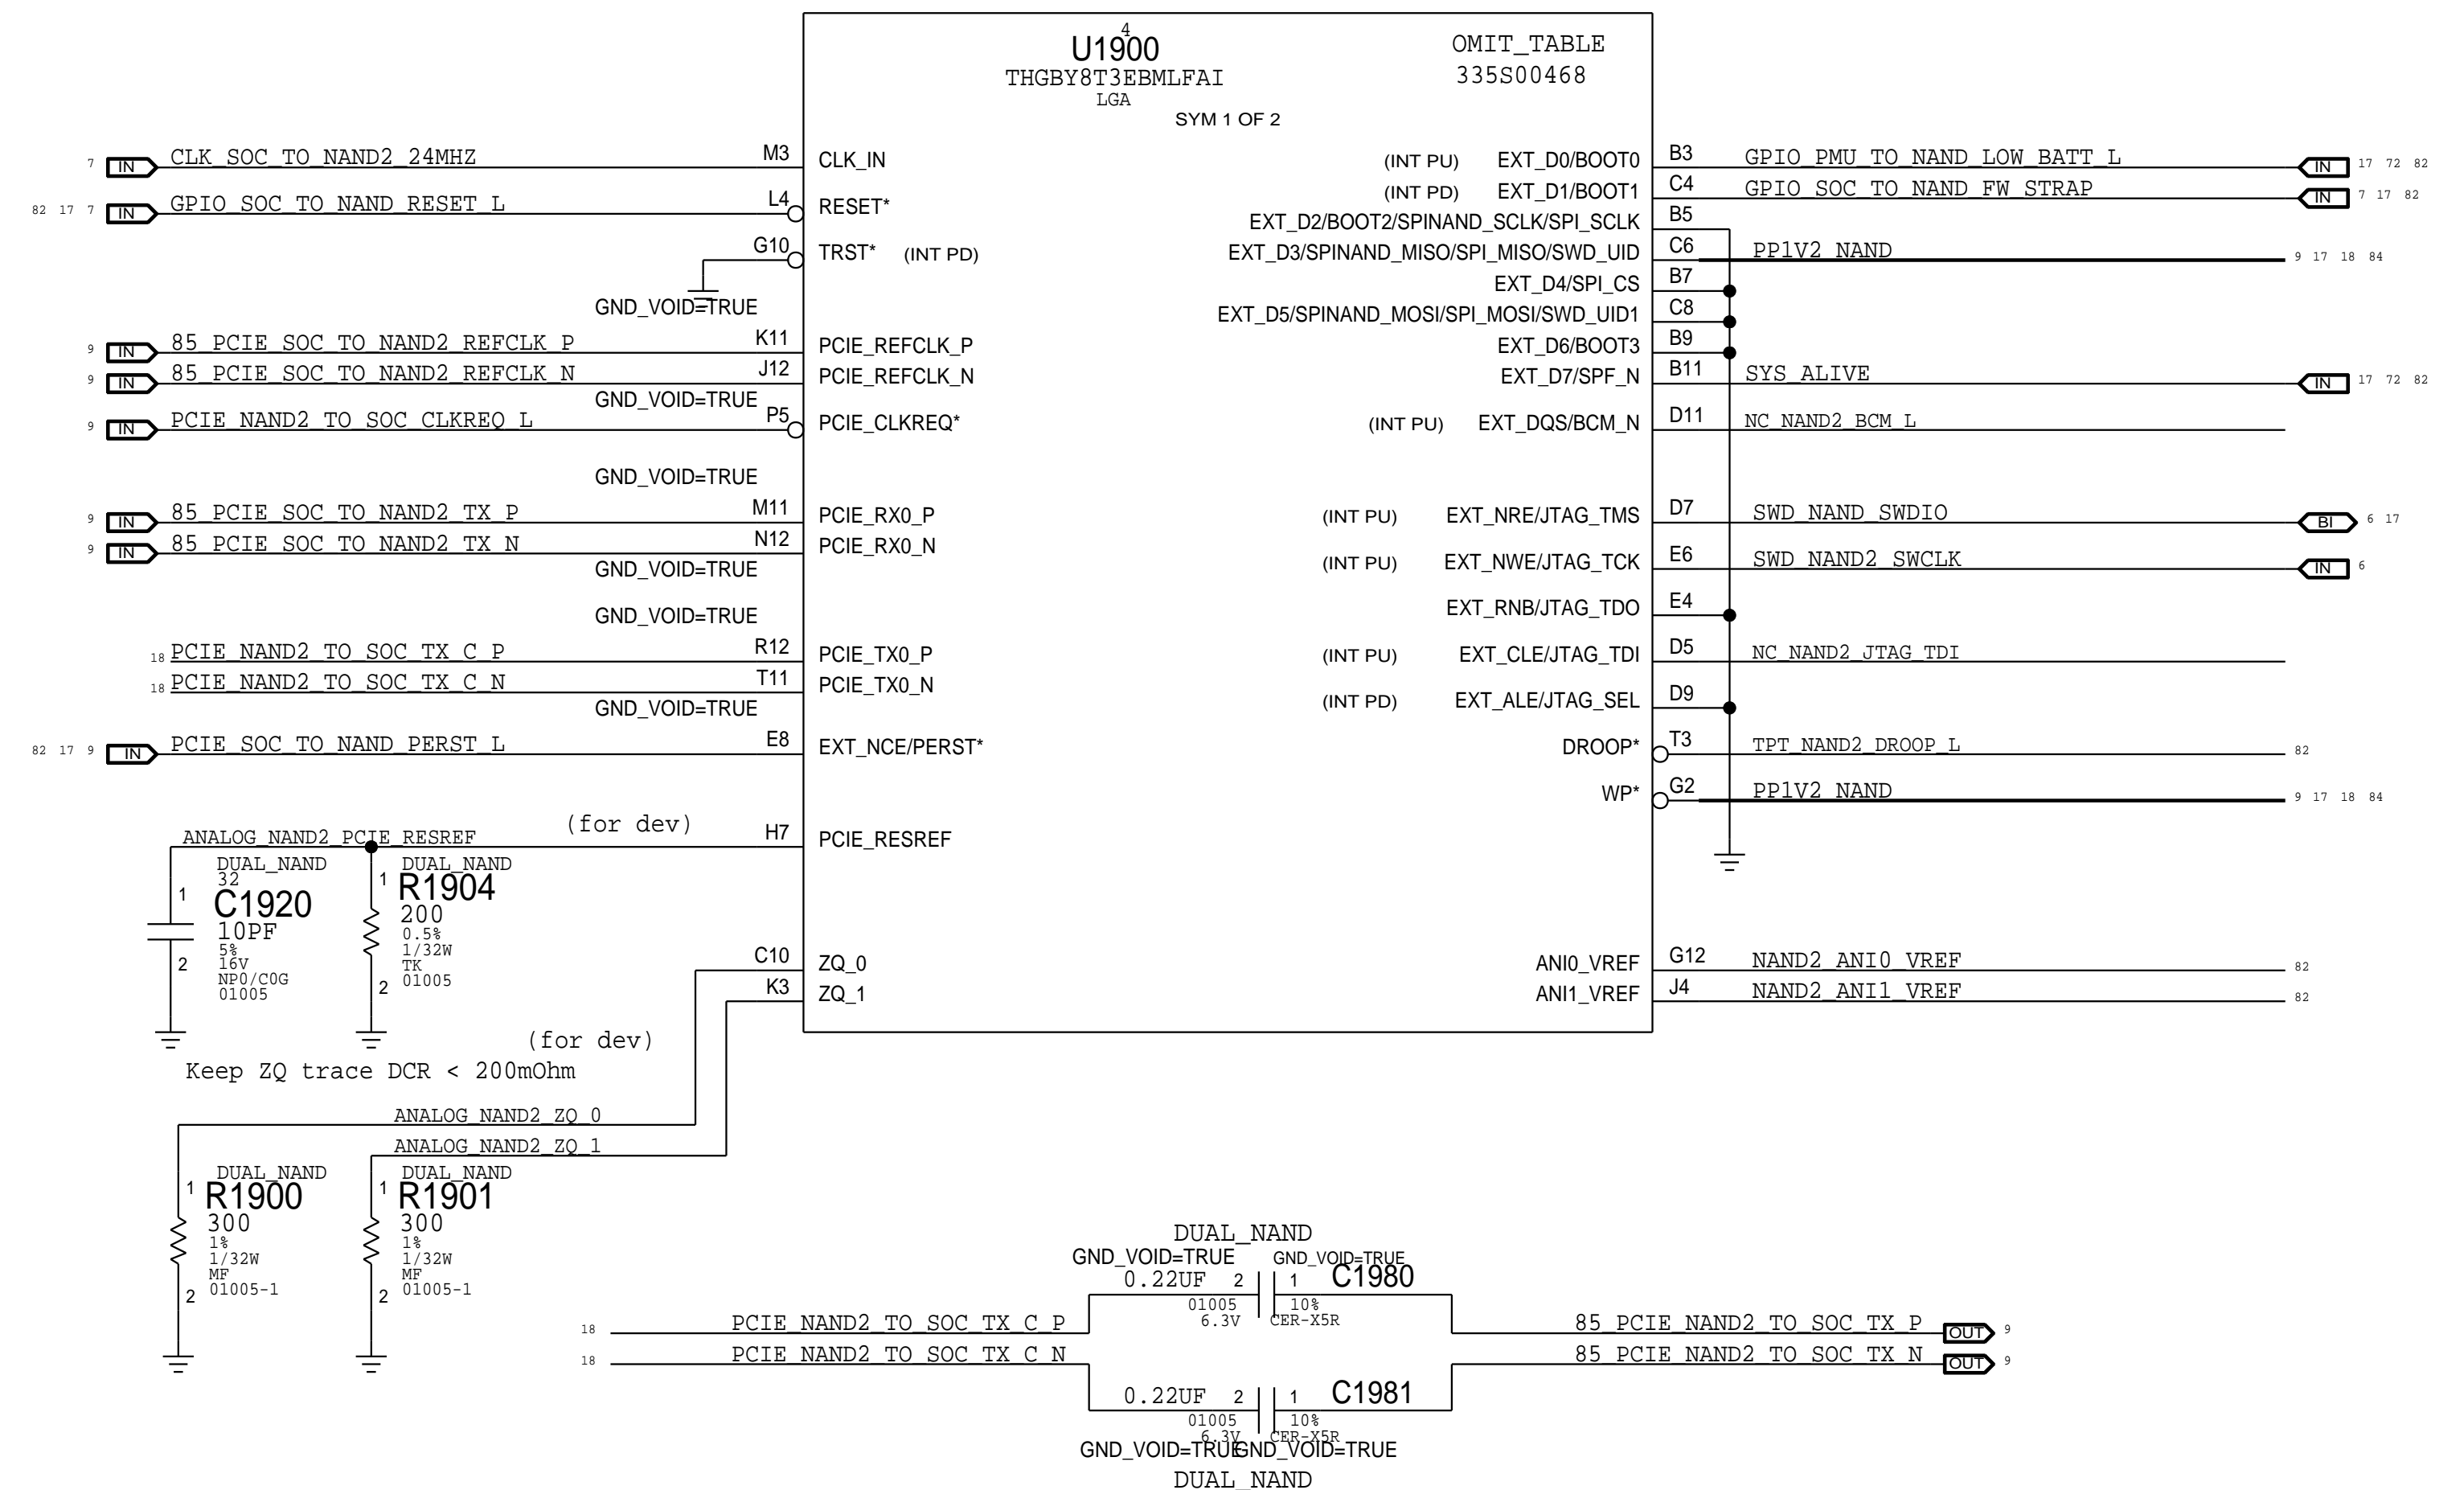 4
U1900
THGBY8T3EBMLFAI
LGA
OMIT_TABLE
335S00468
SYM 1 OF 2
7 IN CLK_SOC_TO_NAND2_24MHZ M3 CLK_IN
82 17 7 IN GPIO_SOC_TO_NAND_RESET_L L4 RESET*
G10 TRST* (INT PD)
GND_VOID=TRUE
9 IN 85_PCIE_SOC_TO_NAND2_REFCLK_P K11 PCIE_REFCLK_P
9 IN 85_PCIE_SOC_TO_NAND2_REFCLK_N J12 PCIE_REFCLK_N
GND_VOID=TRUE
9 IN PCIE_NAND2_TO_SOC_CLKREQ_L P5 PCIE_CLKREQ*
GND_VOID=TRUE
9 IN 85_PCIE_SOC_TO_NAND2_TX_P M11 PCIE_RX0_P
9 IN 85_PCIE_SOC_TO_NAND2_TX_N N12 PCIE_RX0_N
GND_VOID=TRUE
GND_VOID=TRUE
18 PCIE_NAND2_TO_SOC_TX_C_P R12 PCIE_TX0_P
18 PCIE_NAND2_TO_SOC_TX_C_N T11 PCIE_TX0_N
GND_VOID=TRUE
82 17 9 IN PCIE_SOC_TO_NAND_PERST_L E8 EXT_NCE/PERST*
(for dev)
ANALOG_NAND2_PCIE_RESREF H7 PCIE_RESREF
C10 ZQ_0
K3 ZQ_1
(INT PU) EXT_D0/BOOT0 B3 GPIO_PMU_TO_NAND_LOW_BATT_L IN 17 72 82
(INT PD) EXT_D1/BOOT1 C4 GPIO_SOC_TO_NAND_FW_STRAP IN 7 17 82
EXT_D2/BOOT2/SPINAND_SCLK/SPI_SCLK B5
EXT_D3/SPINAND_MISO/SPI_MISO/SWD_UID C6 PP1V2_NAND 9 17 18 84
EXT_D4/SPI_CS B7
EXT_D5/SPINAND_MOSI/SPI_MOSI/SWD_UID1 C8
EXT_D6/BOOT3 B9
EXT_D7/SPF_N B11 SYS_ALIVE IN 17 72 82
(INT PU) EXT_DQS/BCM_N D11 NC_NAND2_BCM_L
(INT PU) EXT_NRE/JTAG_TMS D7 SWD_NAND_SWDIO BI 6 17
(INT PU) EXT_NWE/JTAG_TCK E6 SWD_NAND2_SWCLK IN 6
EXT_RNB/JTAG_TDO E4
(INT PU) EXT_CLE/JTAG_TDI D5 NC_NAND2_JTAG_TDI
(INT PD) EXT_ALE/JTAG_SEL D9
DROOP* T3 TPT_NAND2_DROOP_L 82
WP* G2 PP1V2_NAND 9 17 18 84
ANI0_VREF G12 NAND2_ANI0_VREF 82
ANI1_VREF J4 NAND2_ANI1_VREF 82
DUAL_NAND
32
1
C1920
10PF
5%
16V
2
NP0/C0G
01005
DUAL_NAND
1
R1904
200
0.5%
1/32W
TK
01005
2
(for dev)
Keep ZQ trace DCR < 200mOhm
ANALOG_NAND2_ZQ_0
ANALOG_NAND2_ZQ_1
DUAL_NAND
1
R1900
300
1%
1/32W
MF
01005-1
2
DUAL_NAND
1
R1901
300
1%
1/32W
MF
01005-1
2
DUAL_NAND
GND_VOID=TRUE GND_VOID=TRUE
0.22UF 2 1 C1980
01005 10%
6.3V CER-X5R
18 PCIE_NAND2_TO_SOC_TX_C_P 85_PCIE_NAND2_TO_SOC_TX_P OUT 9
18 PCIE_NAND2_TO_SOC_TX_C_N 85_PCIE_NAND2_TO_SOC_TX_N OUT 9
0.22UF 2 1 C1981
01005 10%
6.3V CER-X5R
GND_VOID=TRUE GND_VOID=TRUE
DUAL_NAND